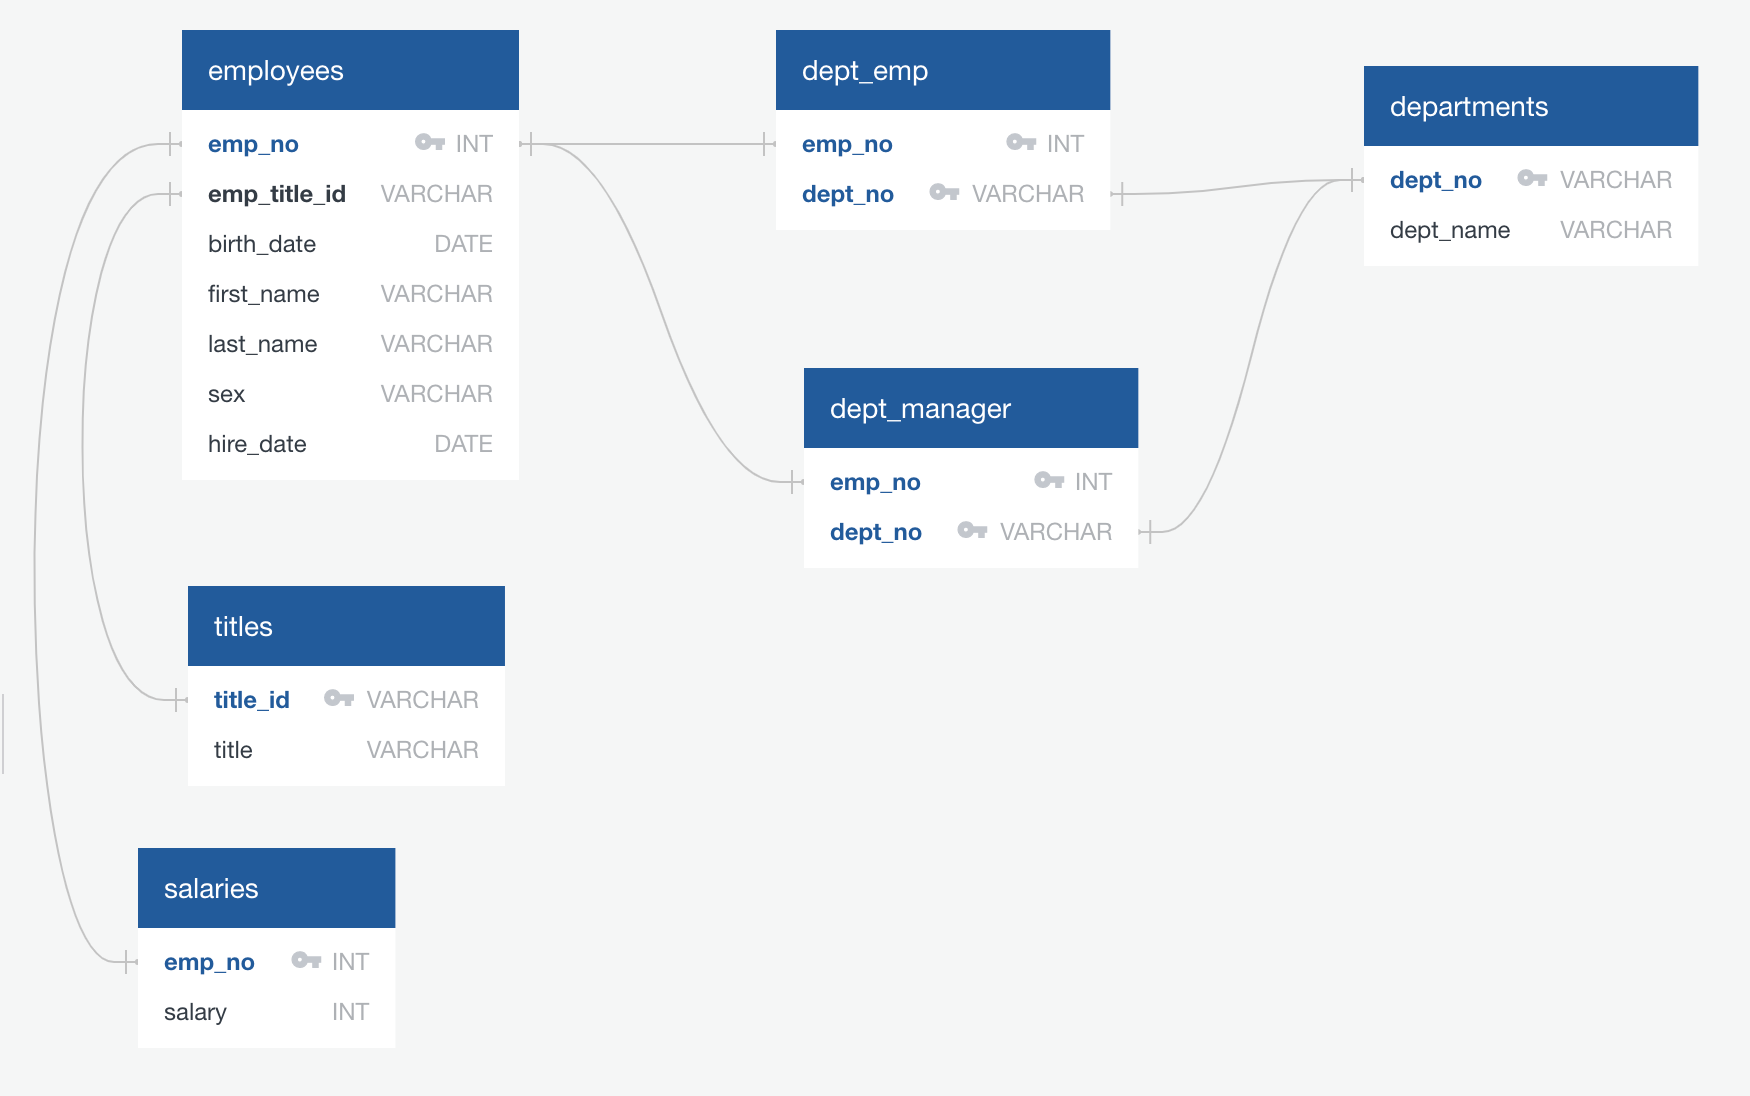 employees
emp_no INT
emp_title_id VARCHAR
birth_date DATE
first_name VARCHAR
last_name VARCHAR
sex VARCHAR
hire_date DATE
dept_emp
emp_no INT
dept_no VARCHAR
departments
dept_no VARCHAR
dept_name VARCHAR
dept_manager
emp_no INT
dept_no VARCHAR
titles
title_id VARCHAR
title VARCHAR
salaries
emp_no INT
salary INT